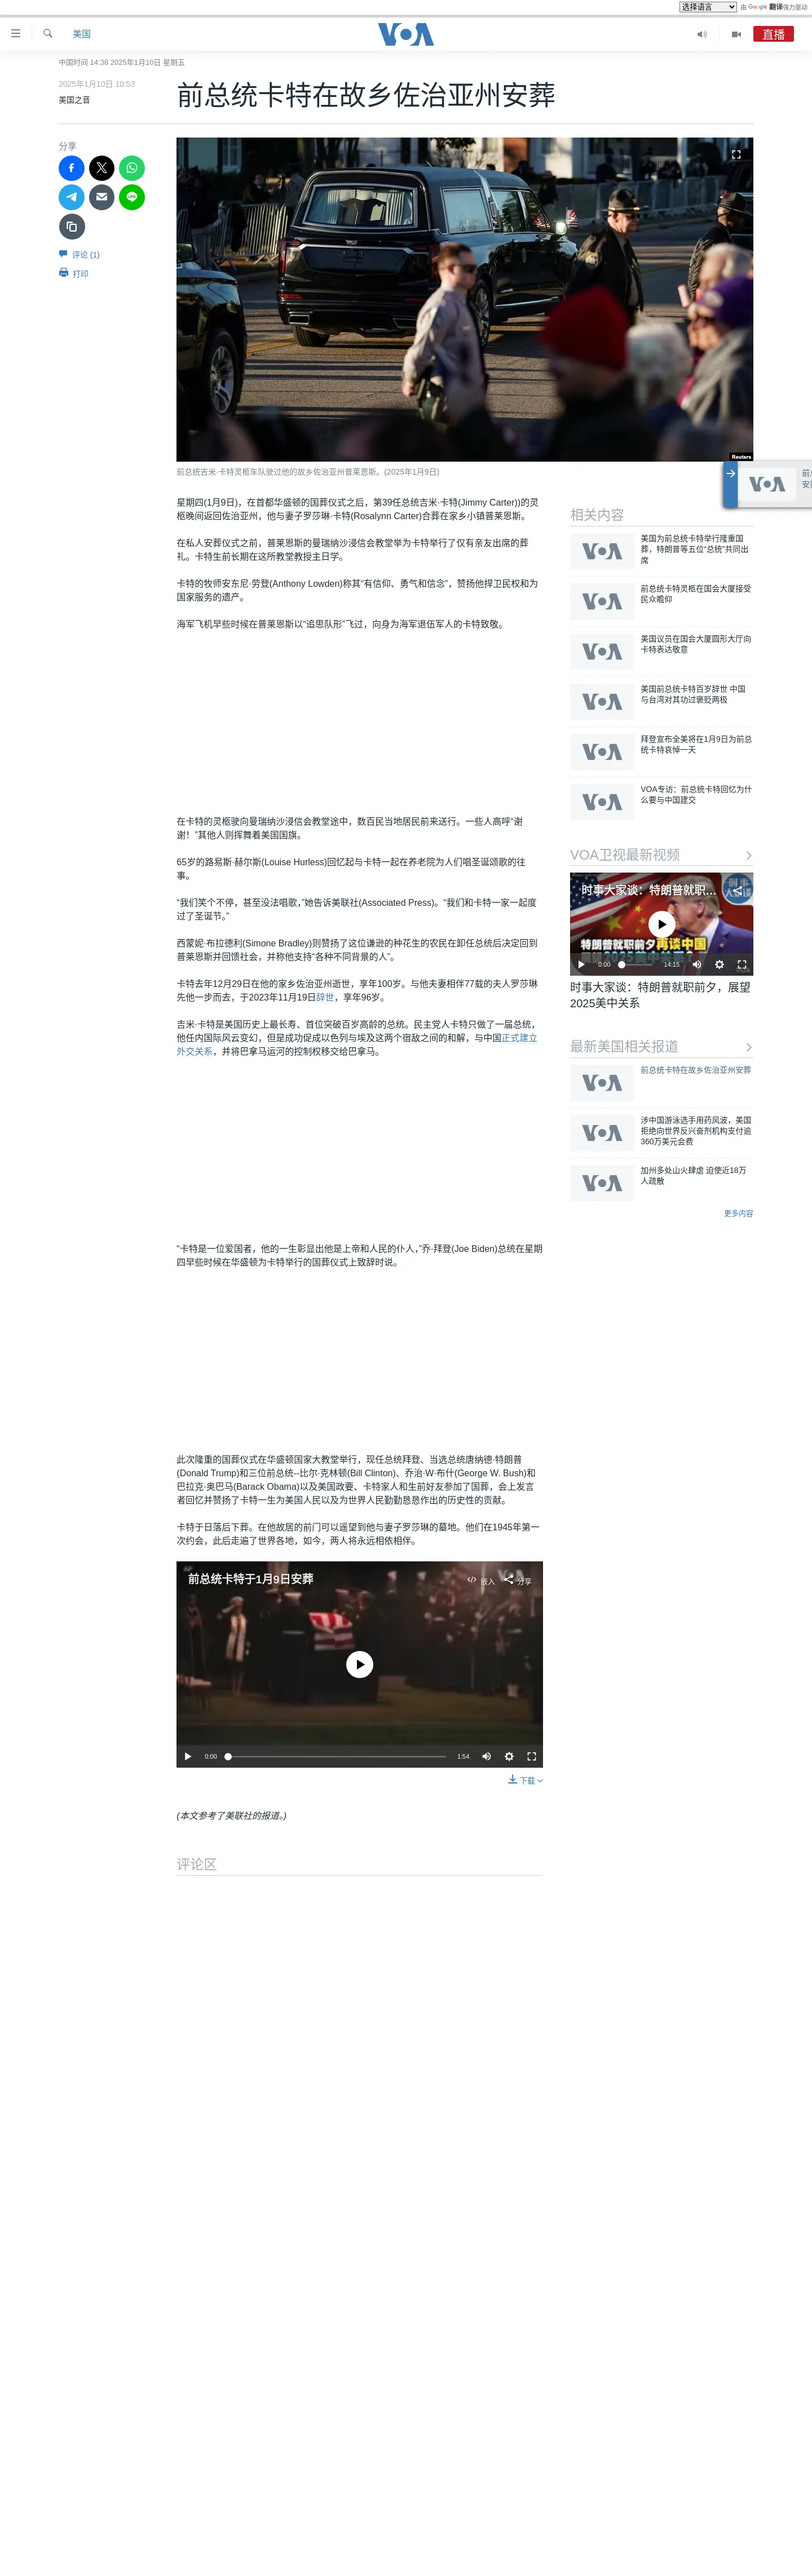 选择语言
由 Google 翻译强力驱动
美国
VOA
直播
中国时间 14:38 2025年1月10日 星期五
2025年1月10日 10:53
美国之音
前总统卡特在故乡佐治亚州安葬
分享
评论 (1)
打印
Reuters
前总统吉米·卡特灵柩车队驶过他的故乡佐治亚州普莱恩斯。(2025年1月9日)
星期四(1月9日)，在首都华盛顿的国葬仪式之后，第39任总统吉米·卡特(Jimmy Carter))的灵
柩晚间返回佐治亚州，他与妻子罗莎琳·卡特(Rosalynn Carter)合葬在家乡小镇普莱恩斯。
在私人安葬仪式之前，普莱恩斯的曼瑞纳沙浸信会教堂举为卡特举行了仅有亲友出席的葬
礼。卡特生前长期在这所教堂教授主日学。
卡特的牧师安东尼·劳登(Anthony Lowden)称其“有信仰、勇气和信念”，赞扬他捍卫民权和为
国家服务的遗产。
海军飞机早些时候在普莱恩斯以“追思队形”飞过，向身为海军退伍军人的卡特致敬。
在卡特的灵柩驶向曼瑞纳沙浸信会教堂途中，数百民当地居民前来送行。一些人高呼“谢
谢！”其他人则挥舞着美国国旗。
65岁的路易斯·赫尔斯(Louise Hurless)回忆起与卡特一起在养老院为人们唱圣诞颂歌的往
事。
“我们笑个不停，甚至没法唱歌，”她告诉美联社(Associated Press)。“我们和卡特一家一起度
过了圣诞节。”
西蒙妮·布拉德利(Simone Bradley)则赞扬了这位谦逊的种花生的农民在卸任总统后决定回到
普莱恩斯并回馈社会，并称他支持“各种不同背景的人”。
卡特去年12月29日在他的家乡佐治亚州逝世，享年100岁。与他夫妻相伴77载的夫人罗莎琳
先他一步而去，于2023年11月19日辞世，享年96岁。
吉米·卡特是美国历史上最长寿、首位突破百岁高龄的总统。民主党人卡特只做了一届总统，
他任内国际风云变幻，但是成功促成以色列与埃及这两个宿敌之间的和解，与中国正式建立
外交关系，并将巴拿马运河的控制权移交给巴拿马。
“卡特是一位爱国者，他的一生彰显出他是上帝和人民的仆人，”乔·拜登(Joe Biden)总统在星期
四早些时候在华盛顿为卡特举行的国葬仪式上致辞时说。
此次隆重的国葬仪式在华盛顿国家大教堂举行，现任总统拜登、当选总统唐纳德·特朗普
(Donald Trump)和三位前总统--比尔·克林顿(Bill Clinton)、乔治·W·布什(George W. Bush)和
巴拉克·奥巴马(Barack Obama)以及美国政要、卡特家人和生前好友参加了国葬，会上发言
者回忆并赞扬了卡特一生为美国人民以及为世界人民勤勤恳恳作出的历史性的贡献。
卡特于日落后下葬。在他故居的前门可以遥望到他与妻子罗莎琳的墓地。他们在1945年第一
次约会，此后走遍了世界各地，如今，两人将永远相依相伴。
前总统卡特于1月9日安葬
嵌入
分享
0:00
1:54
下载
(本文参考了美联社的报道。)
评论区
VOA
相关内容
VOA
美国为前总统卡特举行隆重国
葬，特朗普等五位“总统”共同出
席
VOA
前总统卡特灵柩在国会大厦接受
民众瞻仰
VOA
美国议员在国会大厦圆形大厅向
卡特表达敬意
VOA
美国前总统卡特百岁辞世 中国
与台湾对其功过褒贬两极
VOA
拜登宣布全美将在1月9日为前总
统卡特哀悼一天
VOA
VOA专访：前总统卡特回忆为什
么要与中国建交
VOA卫视最新视频
时事大家谈：特朗普就职...
特朗普就职前夕再谈中国
0:00
14:15
时事大家谈：特朗普就职前夕，展望
2025美中关系
最新美国相关报道
VOA
前总统卡特在故乡佐治亚州安葬
VOA
涉中国游泳选手用药风波，美国
拒绝向世界反兴奋剂机构支付逾
360万美元会费
VOA
加州多处山火肆虐 迫使近18万
人疏散
更多内容